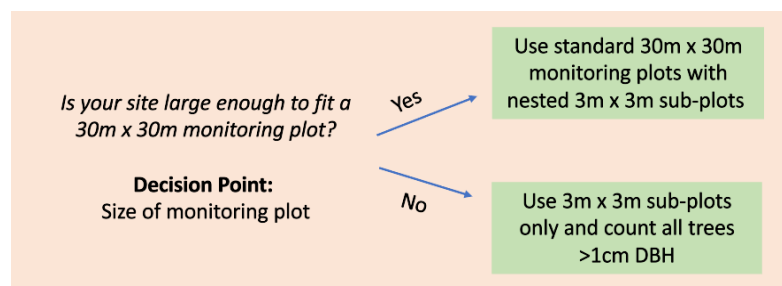 Is your site large enough to fit a
30m x 30m monitoring plot?
Decision Point:
Size of monitoring plot
Yes
No
Use standard 30m x 30m
monitoring plots with
nested 3m x 3m sub-plots
Use 3m x 3m sub-plots
only and count all trees
>1cm DBH